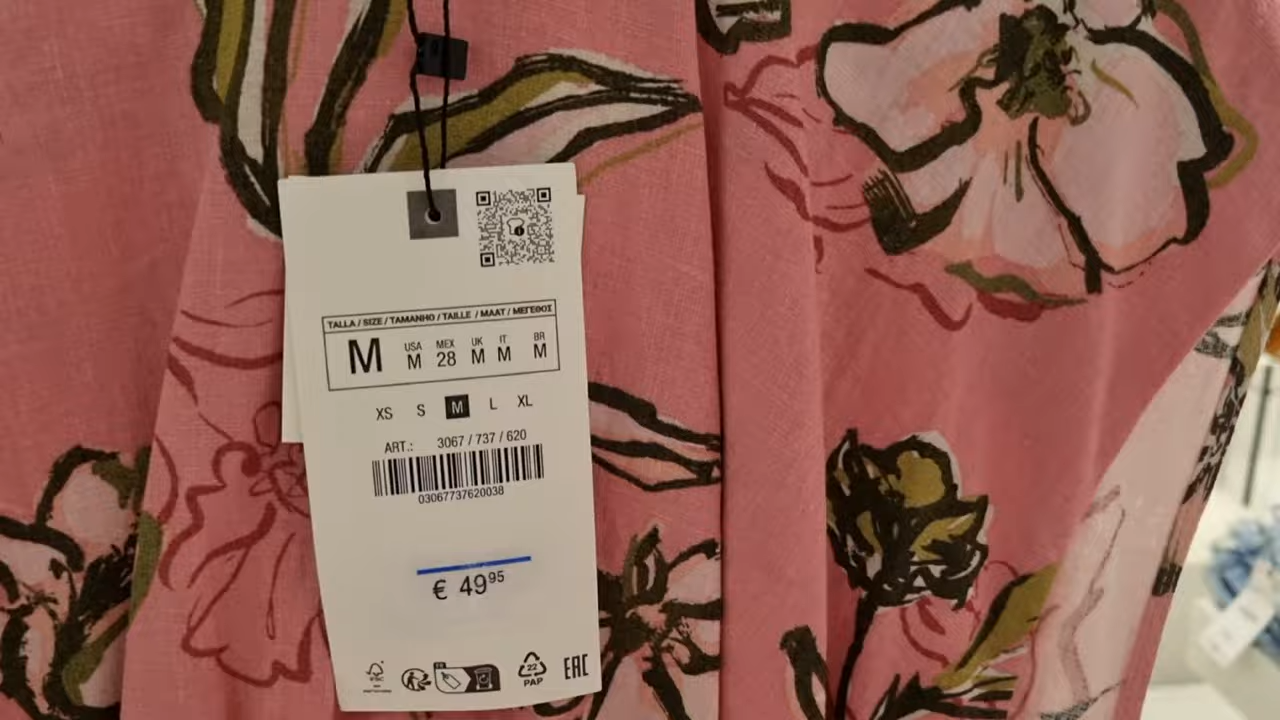 TALLA / SIZE / TAMANHO / TAILLE / MAAT / ΜΕΓΕΘΟΣ
M USA M MEX 28 UK M IT M BR M
XS S M L XL
ART.: 3067 / 737 / 620
03067737620038
€ 49⁹⁵
22
PAP
EAC